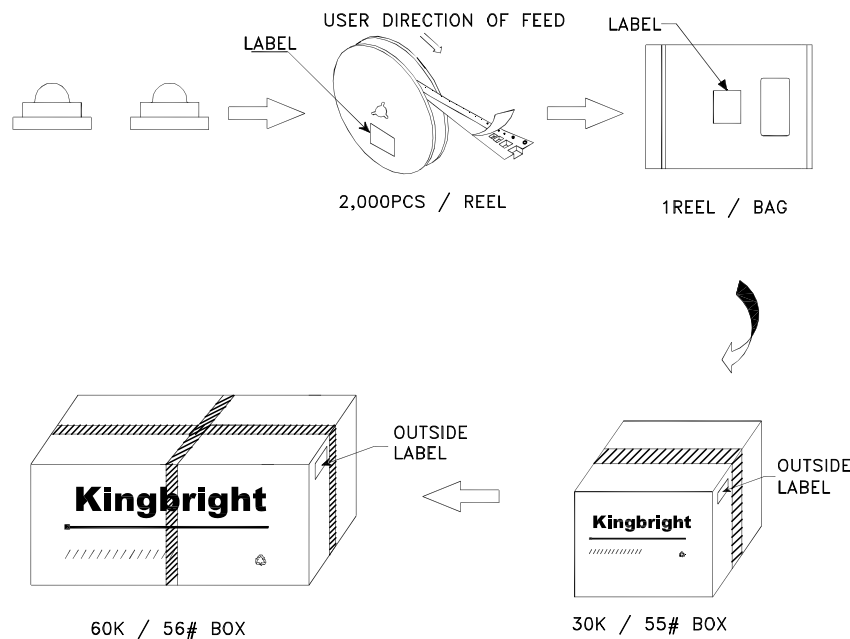 USER DIRECTION OF FEED
LABEL
LABEL
2,000PCS / REEL
1REEL / BAG
OUTSIDE
LABEL
OUTSIDE
LABEL
Kingbright
Kingbright
60K / 56# BOX
30K / 55# BOX